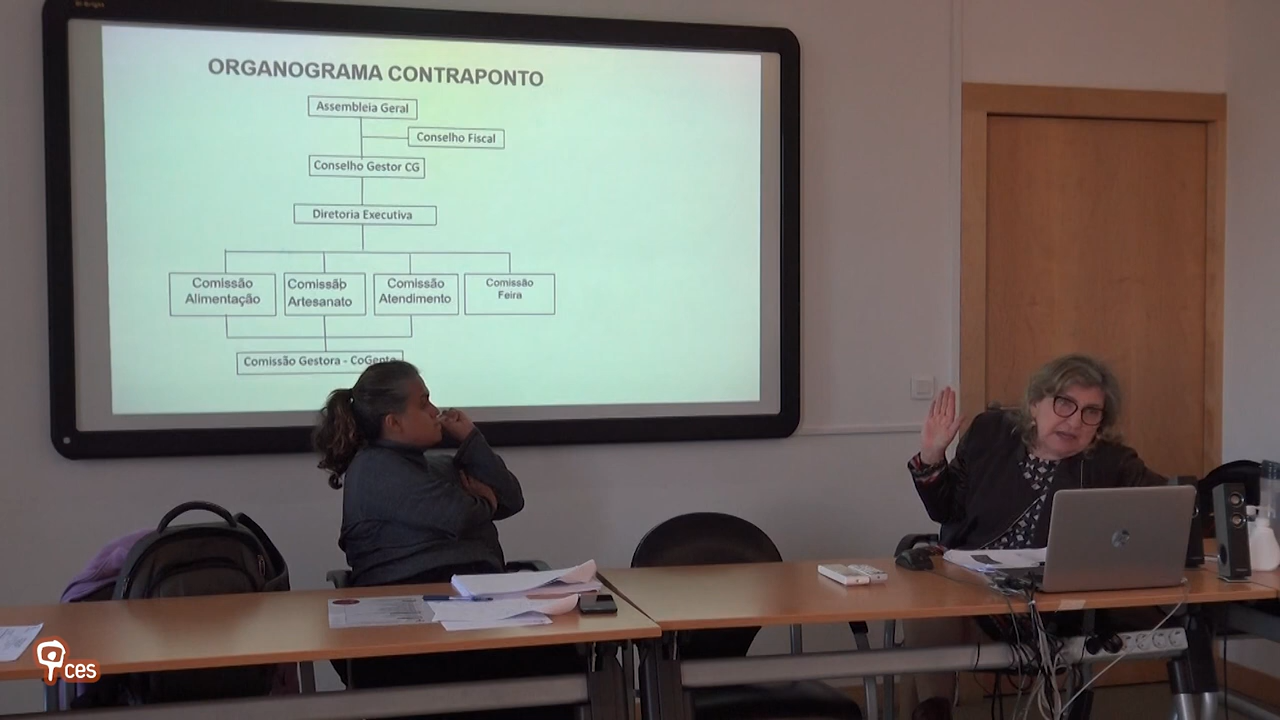 ORGANOGRAMA CONTRAPONTO
Assembleia Geral
Conselho Fiscal
Conselho Gestor CG
Diretoria Executiva
Comissão
Alimentação
Comissão
Artesanato
Comissão
Atendimento
Comissão
Feira
Comissão Gestora - CoGente
ces